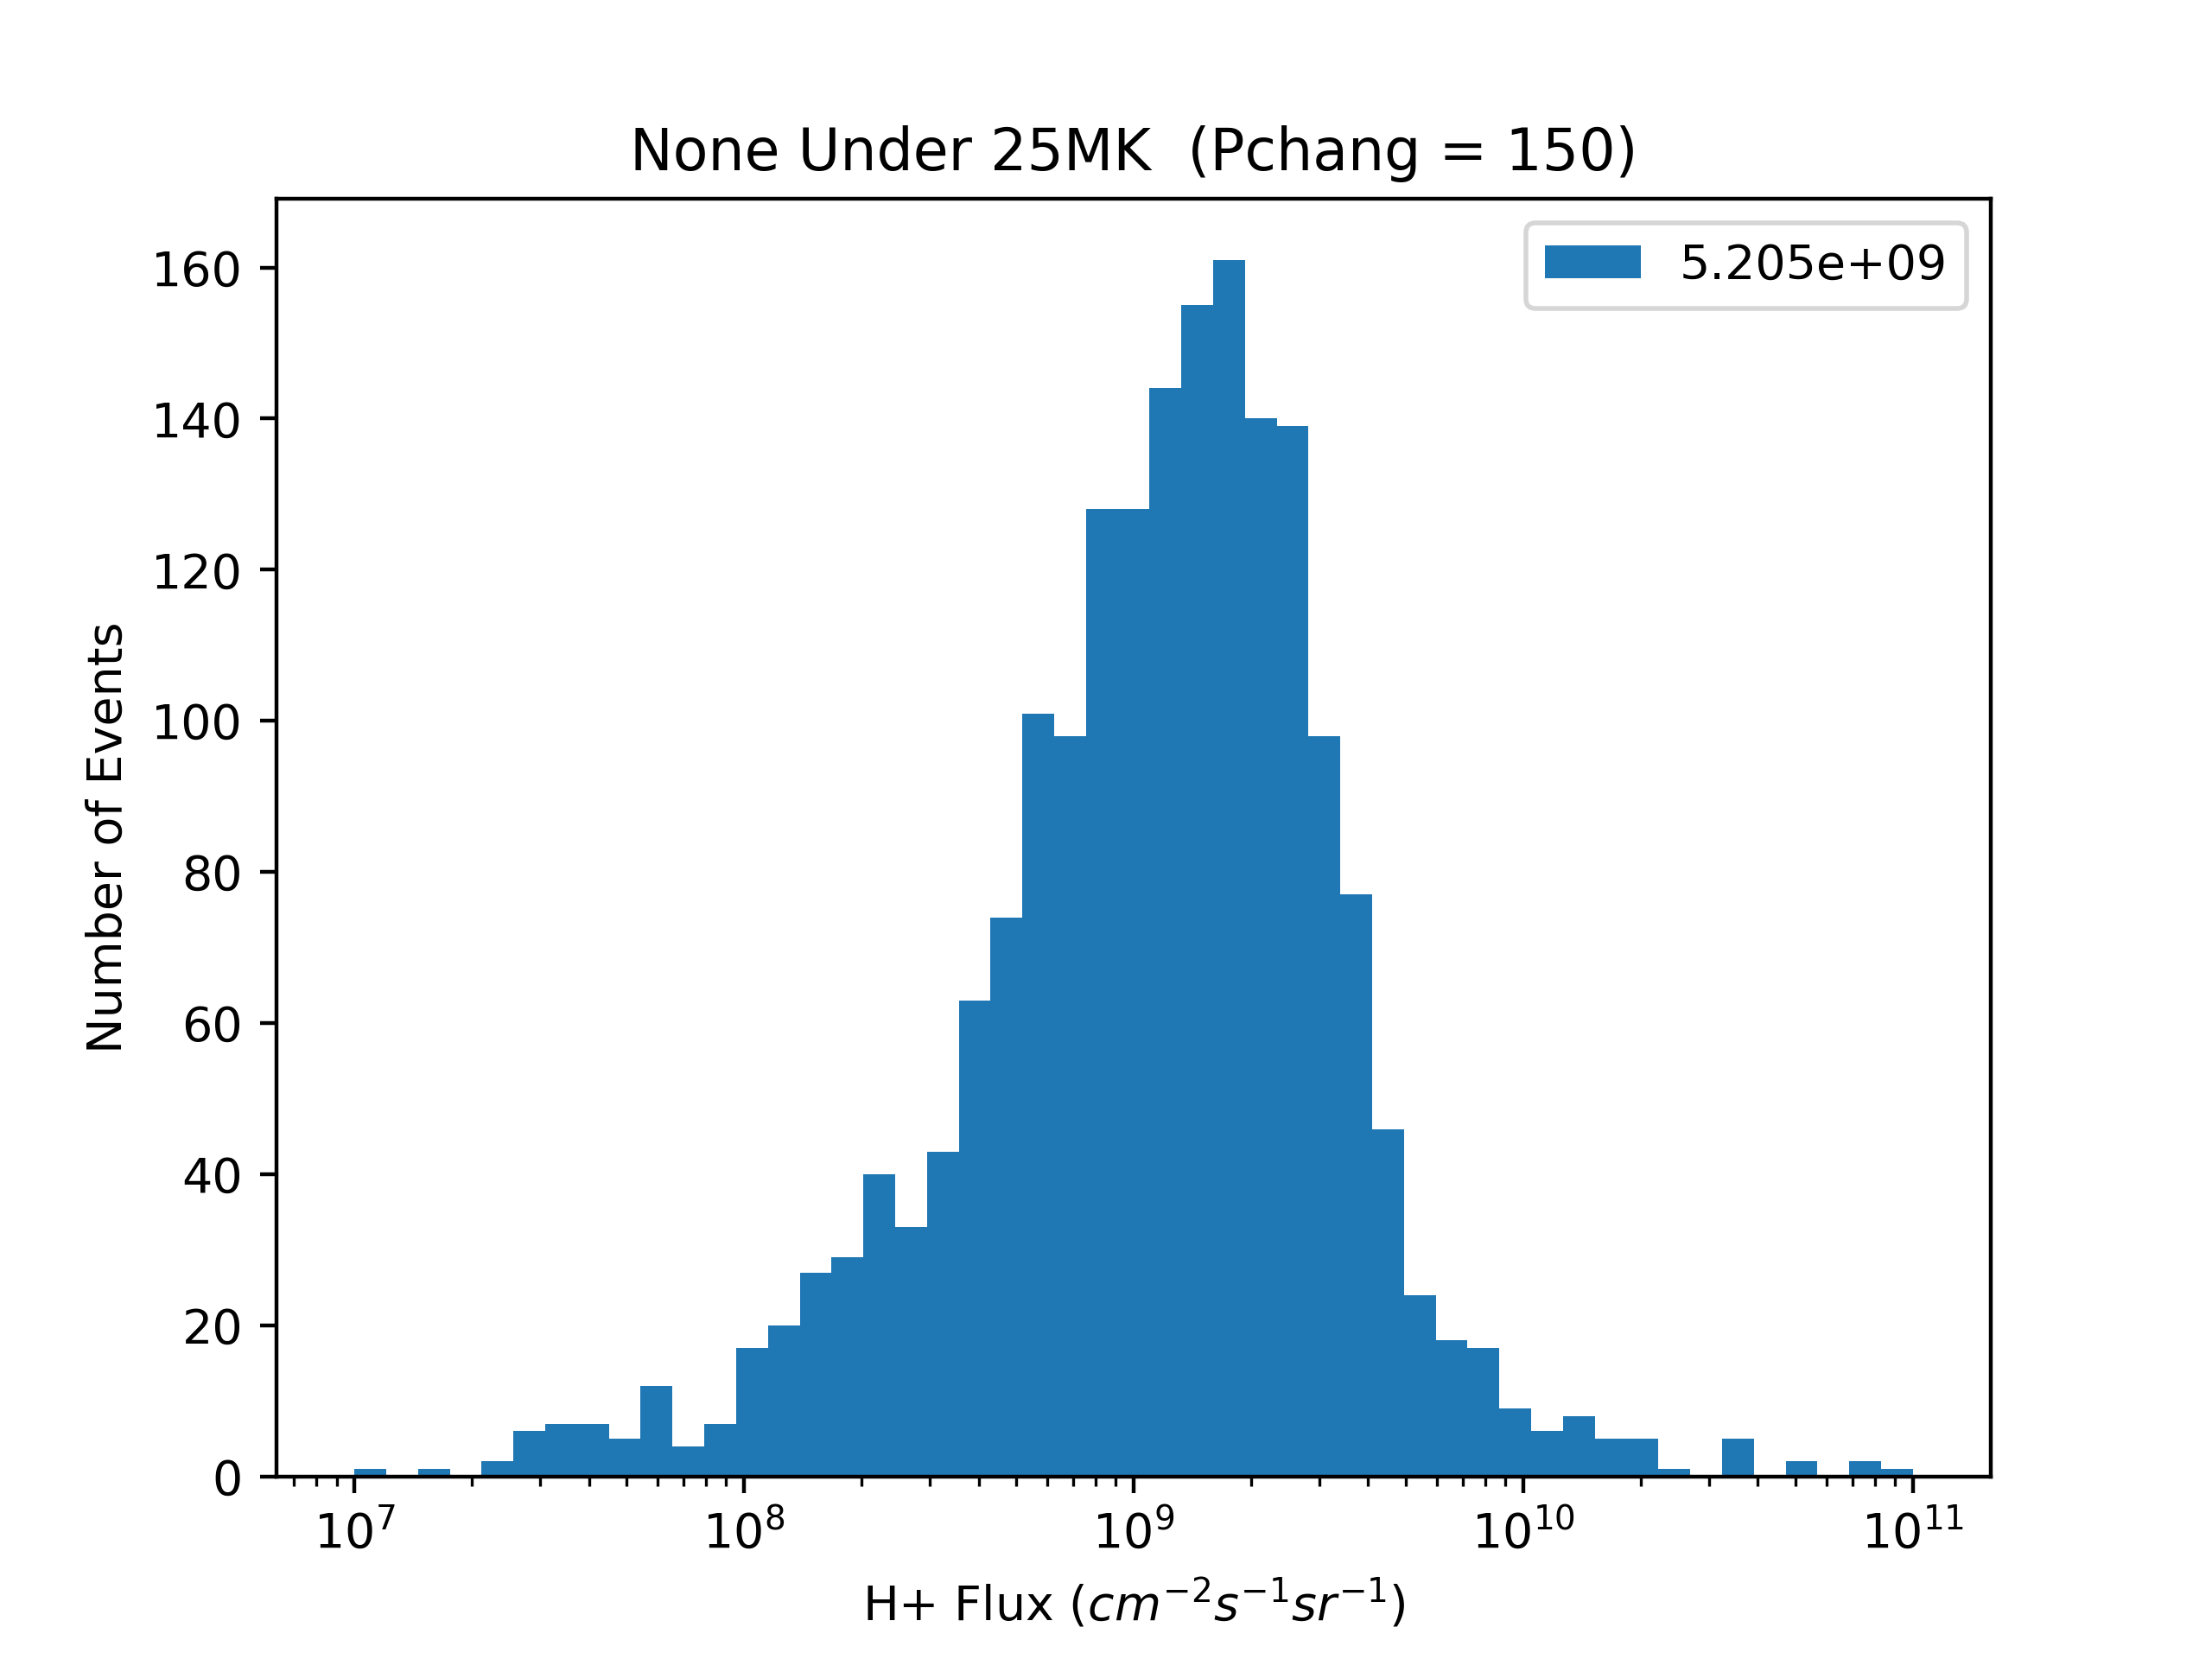 None Under 25MK  (Pchang = 150)
5.205e+09
160
140
120
100
80
60
40
20
0
Number of Events
10⁷ 10⁸ 10⁹ 10¹⁰ 10¹¹
H+ Flux (cm⁻²s⁻¹sr⁻¹)